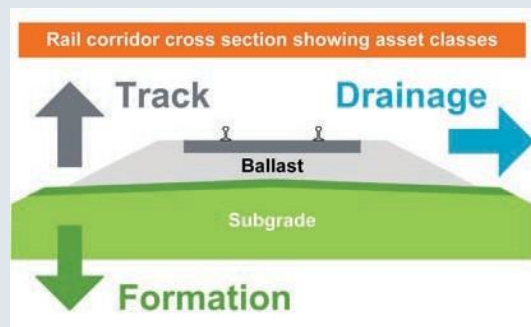 Rail corridor cross section showing asset classes
Track
Drainage
Ballast
Subgrade
Formation